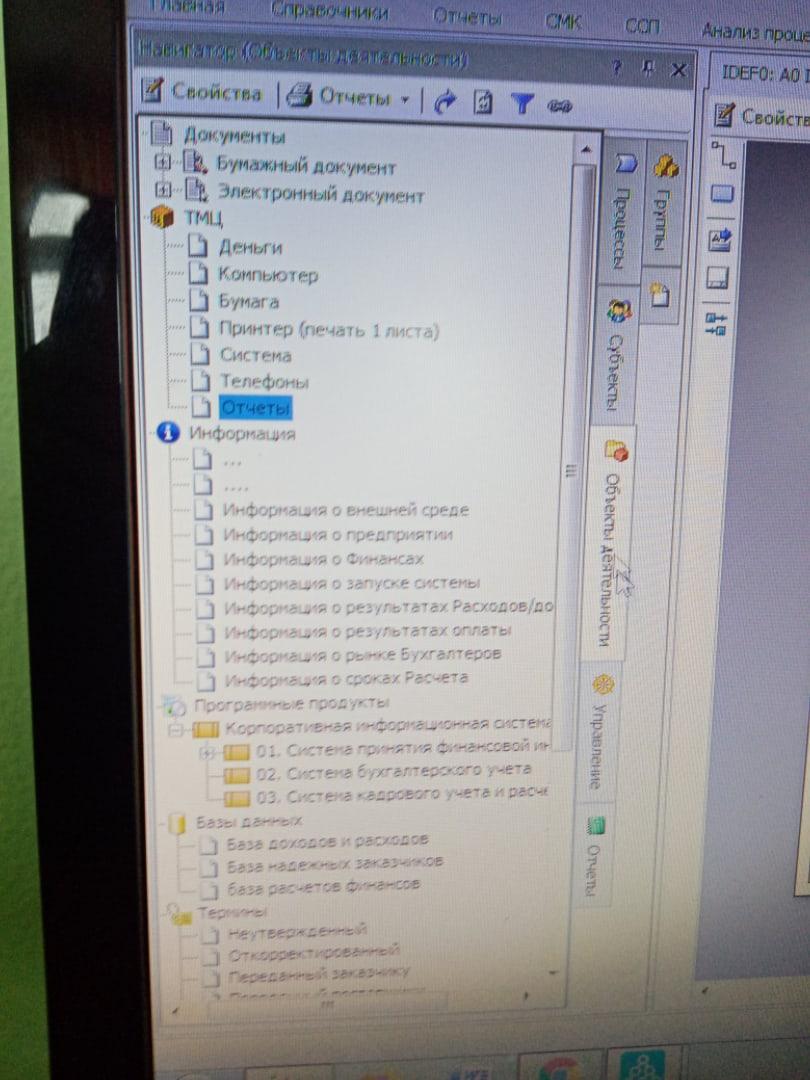 Главная Справочники Отчеты СМК ССП
Анализ
Навигатор (Объекты деятельности)
IDEF0: A0
Свойства Отчеты
Документы
Бумажный документ
Электронный документ
ТМЦ
Деньги
Компьютер
Бумага
Принтер (печать 1 листа)
Система
Телефоны
Отчеты
Информация
...
....
Информация о внешней среде
Информация о предприятии
Информация о Финансах
Информация о запуске системы
Информация о результатах Расходов/до
Информация о результатах оплаты
Информация о рынке Бухгалтеров
Информация о сроках Расчета
Программные продукты
Корпоративная информационная система
01. Система принятия финансовой ин
02. Система бухгалтерского учета
03. Система кадрового учета и расче
Базы данных
База доходов и расходов
База надежных заказчиков
база расчетов финансов
Термины
Неутвержденный
Откорректированный
Переданный заказчику
Процессы
Субъекты
Объекты деятельности
Управление
Отчеты
Группы
Свойств